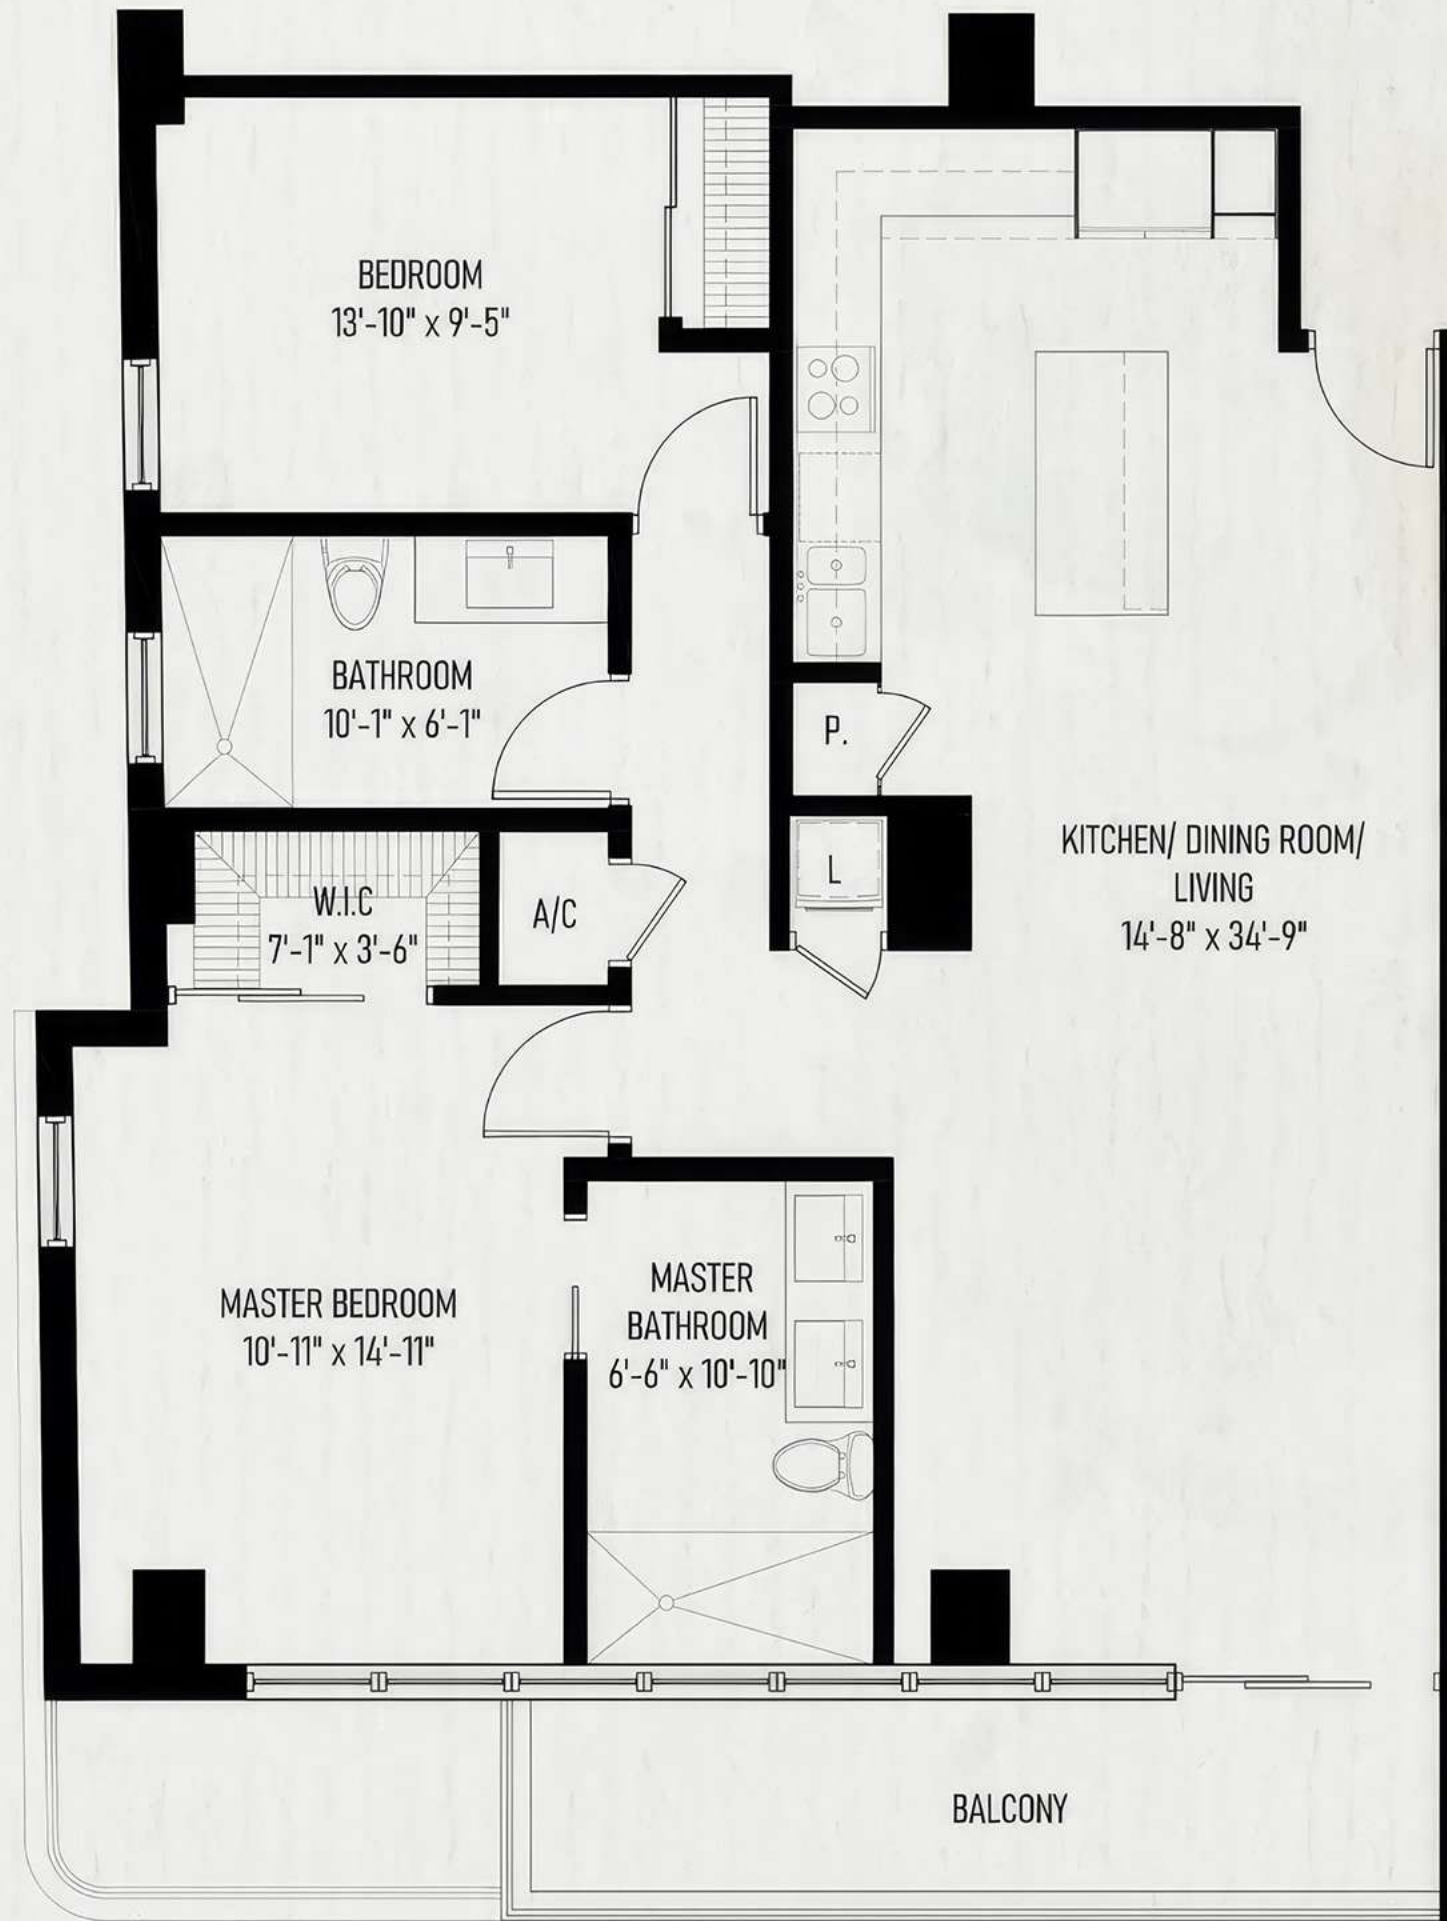 BEDROOM
13'-10" x 9'-5"
BATHROOM
10'-1" x 6'-1"
P.
L
KITCHEN/ DINING ROOM/
LIVING
14'-8" x 34'-9"
W.I.C
7'-1" x 3'-6"
A/C
MASTER BEDROOM
10'-11" x 14'-11"
MASTER
BATHROOM
6'-6" x 10'-10"
BALCONY